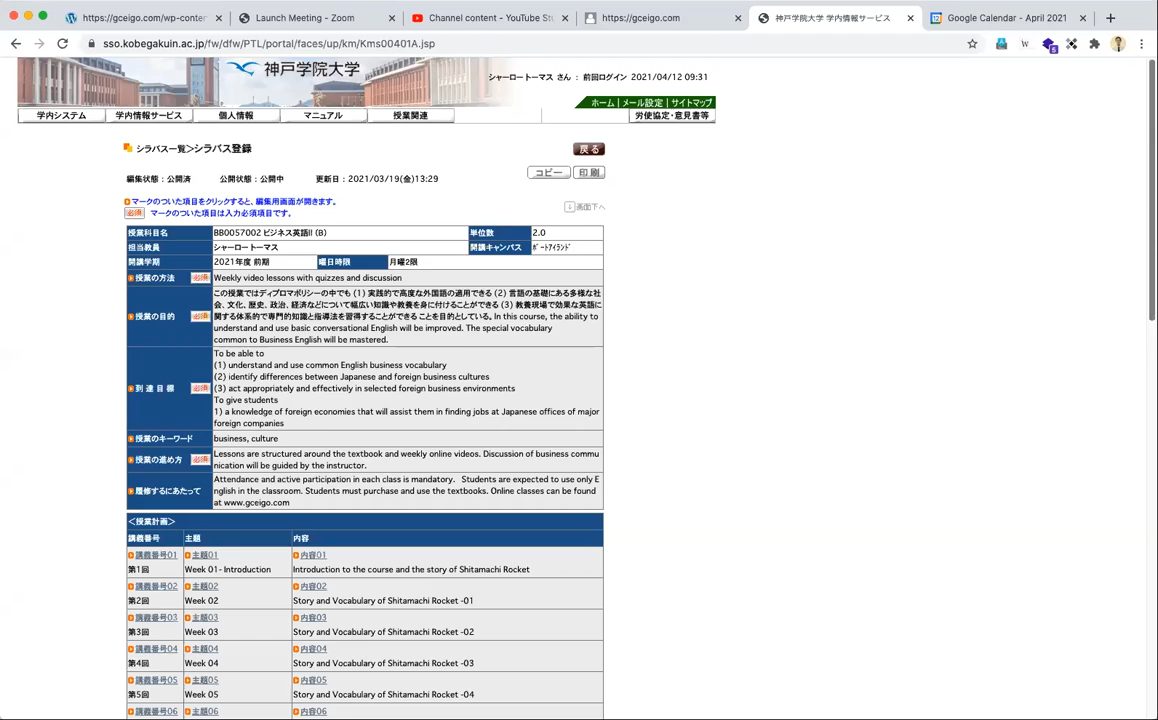 https://gceigo.com/wp-conten
Launch Meeting - Zoom
Channel content - YouTube St
https://gceigo.com
神戸学院大学 学内情報サービス
Google Calendar - April 2021
sso.kobegakuin.ac.jp/fw/dfw/PTL/portal/faces/up/km/Kms00401A.jsp
神戸学院大学
シャーロートーマス さん : 前回ログイン 2021/04/12 09:31
ホーム | メール設定 | サイトマップ
学内システム 学内情報サービス 個人情報 マニュアル 授業関連 労使協定・意見書等
シラバス一覧>シラバス登録 戻る
コピー 印刷
編集状態:公開済 公開状態:公開中 更新日:2021/03/19(金)13:29
マークのついた項目をクリックすると、編集用画面が開きます。
必須 マークのついた項目は入力必須項目です。
画面下へ
授業科目名 BB0057002 ビジネス英語II (B) 単位数 2.0
担当教員 シャーロートーマス 開講キャンパス ポートアイランド
開講学期 2021年度 前期 曜日時限 月曜2限
授業の方法 必須 Weekly video lessons with quizzes and discussion
授業の目的 必須 この授業ではディプロマポリシーの中でも (1) 実践的で高度な外国語の適用できる (2) 言語の基礎にある多様な社
会、文化、歴史、政治、経済などについて幅広い知識や教養を身に付けることができる (3) 教養現場で効果な英語に
関する体系的で専門的知識と指導法を習得することができる ことを目的としている。In this course, the ability to
understand and use basic conversational English will be improved. The special vocabulary
common to Business English will be mastered.
到達目標 必須 To be able to
(1) understand and use common English business vocabulary
(2) identify differences between Japanese and foreign business cultures
(3) act appropriately and effectively in selected foreign business environments
To give students
1) a knowledge of foreign economies that will assist them in finding jobs at Japanese offices of major
foreign companies
授業のキーワード business, culture
授業の進め方 必須 Lessons are structured around the textbook and weekly online videos. Discussion of business commu
nication will be guided by the instructor.
履修するにあたって Attendance and active participation in each class is mandatory. Students are expected to use only E
nglish in the classroom. Students must purchase and use the textbooks. Online classes can be found
at www.gceigo.com
<授業計画>
講義番号 主題 内容
講義番号01 主題01 内容01
第1回 Week 01- Introduction Introduction to the course and the story of Shitamachi Rocket
講義番号02 主題02 内容02
第2回 Week 02 Story and Vocabulary of Shitamachi Rocket -01
講義番号03 主題03 内容03
第3回 Week 03 Story and Vocabulary of Shitamachi Rocket -02
講義番号04 主題04 内容04
第4回 Week 04 Story and Vocabulary of Shitamachi Rocket -03
講義番号05 主題05 内容05
第5回 Week 05 Story and Vocabulary of Shitamachi Rocket -04
講義番号06 主題06 内容06